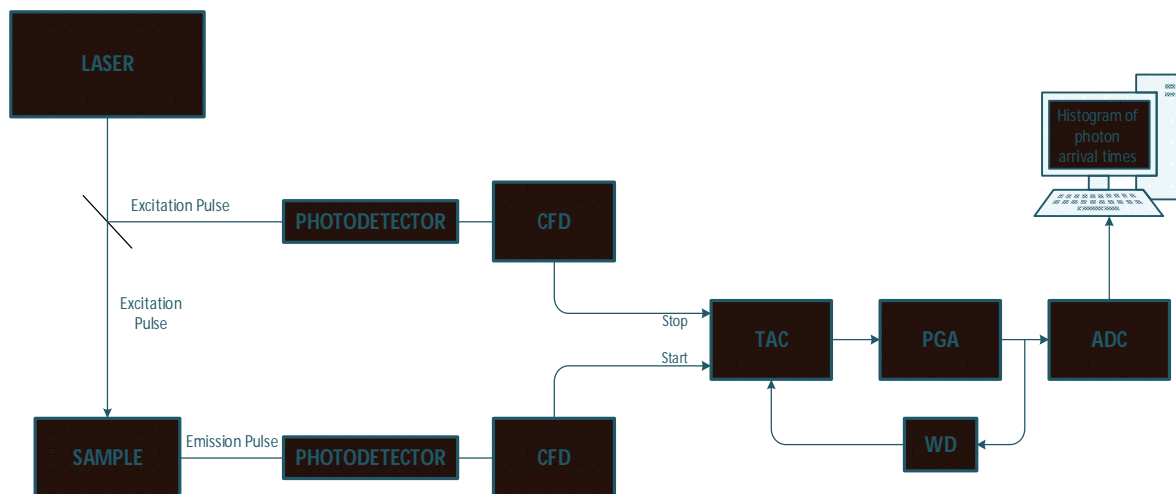 LASER
Histogram of
photon
arrival times
Excitation Pulse
PHOTODETECTOR
CFD
Excitation
Pulse
Stop
Start
TAC
PGA
ADC
SAMPLE
Emission Pulse
PHOTODETECTOR
CFD
WD